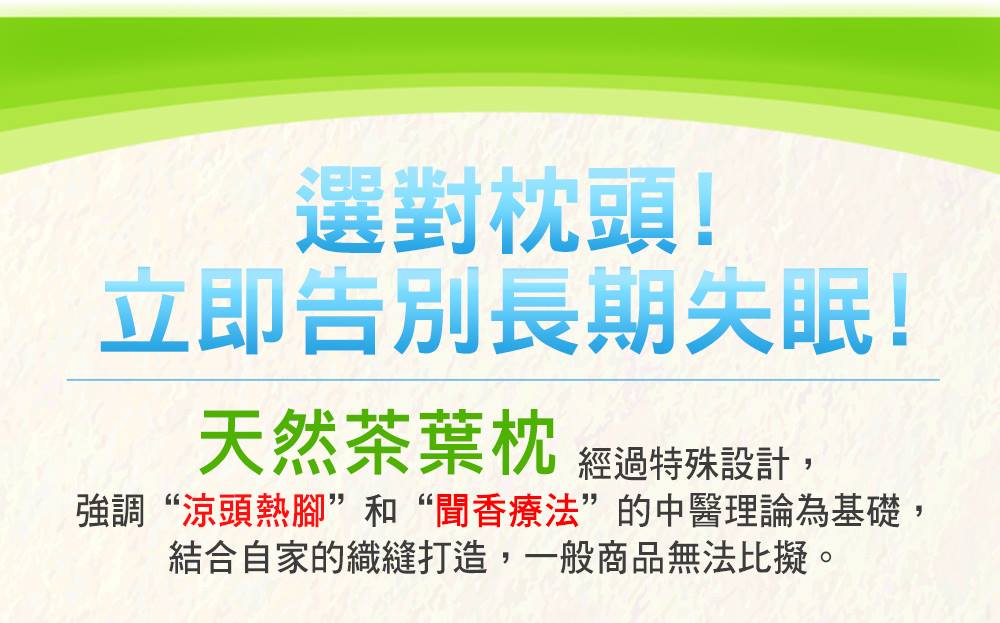 選對枕頭！
立即告別長期失眠！
天然茶葉枕 經過特殊設計，
強調“涼頭熱腳”和“聞香療法”的中醫理論為基礎，
結合自家的織縫打造，一般商品無法比擬。